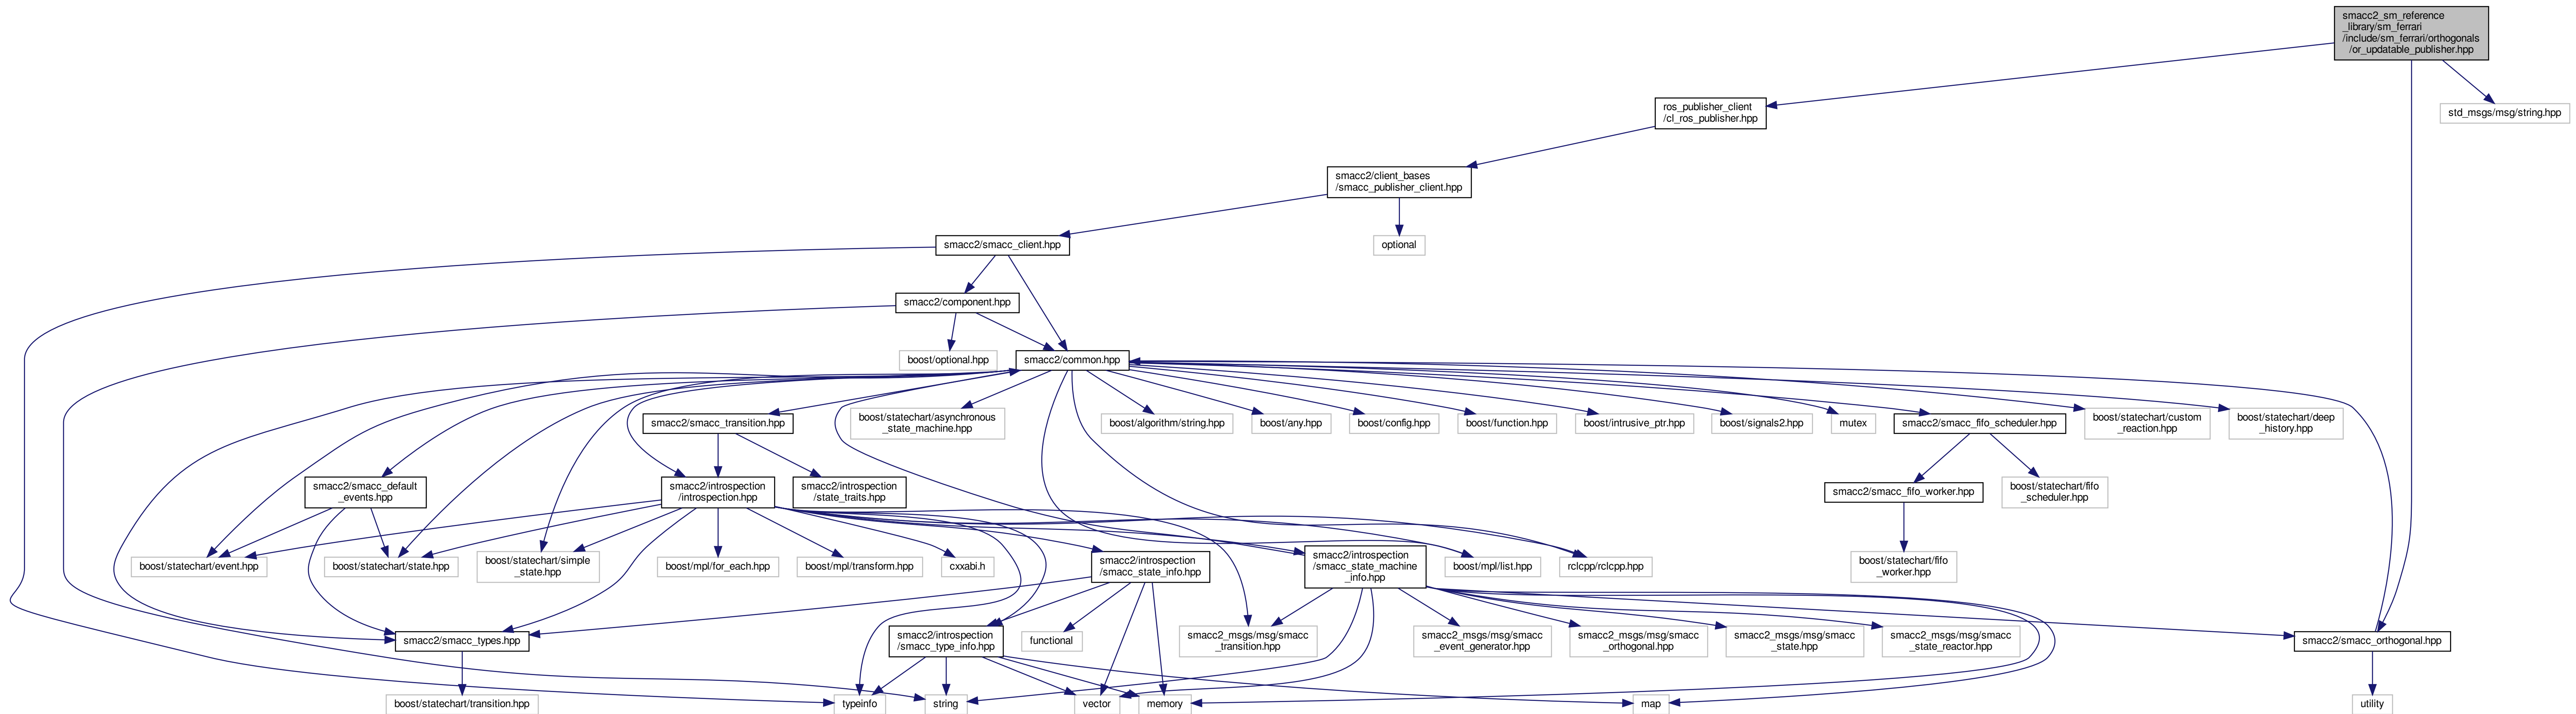 smacc2_sm_reference
_library/sm_ferrari
/include/sm_ferrari/orthogonals
/or_updatable_publisher.hpp
ros_publisher_client
/cl_ros_publisher.hpp
std_msgs/msg/string.hpp
smacc2/client_bases
/smacc_publisher_client.hpp
smacc2/smacc_client.hpp
optional
smacc2/component.hpp
boost/optional.hpp
smacc2/common.hpp
smacc2/smacc_transition.hpp
boost/statechart/asynchronous
_state_machine.hpp
boost/algorithm/string.hpp
boost/any.hpp
boost/config.hpp
boost/function.hpp
boost/intrusive_ptr.hpp
boost/signals2.hpp
mutex
smacc2/smacc_fifo_scheduler.hpp
boost/statechart/custom
_reaction.hpp
boost/statechart/deep
_history.hpp
smacc2/smacc_default
_events.hpp
smacc2/introspection
/introspection.hpp
smacc2/introspection
/state_traits.hpp
smacc2/smacc_fifo_worker.hpp
boost/statechart/fifo
_scheduler.hpp
boost/statechart/event.hpp
boost/statechart/state.hpp
boost/statechart/simple
_state.hpp
boost/mpl/for_each.hpp
boost/mpl/transform.hpp
cxxabi.h
smacc2/introspection
/smacc_state_info.hpp
smacc2/introspection
/smacc_state_machine
_info.hpp
boost/mpl/list.hpp
rclcpp/rclcpp.hpp
boost/statechart/fifo
_worker.hpp
smacc2/smacc_types.hpp
smacc2/introspection
/smacc_type_info.hpp
functional
smacc2_msgs/msg/smacc
_transition.hpp
smacc2_msgs/msg/smacc
_event_generator.hpp
smacc2_msgs/msg/smacc
_orthogonal.hpp
smacc2_msgs/msg/smacc
_state.hpp
smacc2_msgs/msg/smacc
_state_reactor.hpp
smacc2/smacc_orthogonal.hpp
boost/statechart/transition.hpp
typeinfo
string
vector
memory
map
utility